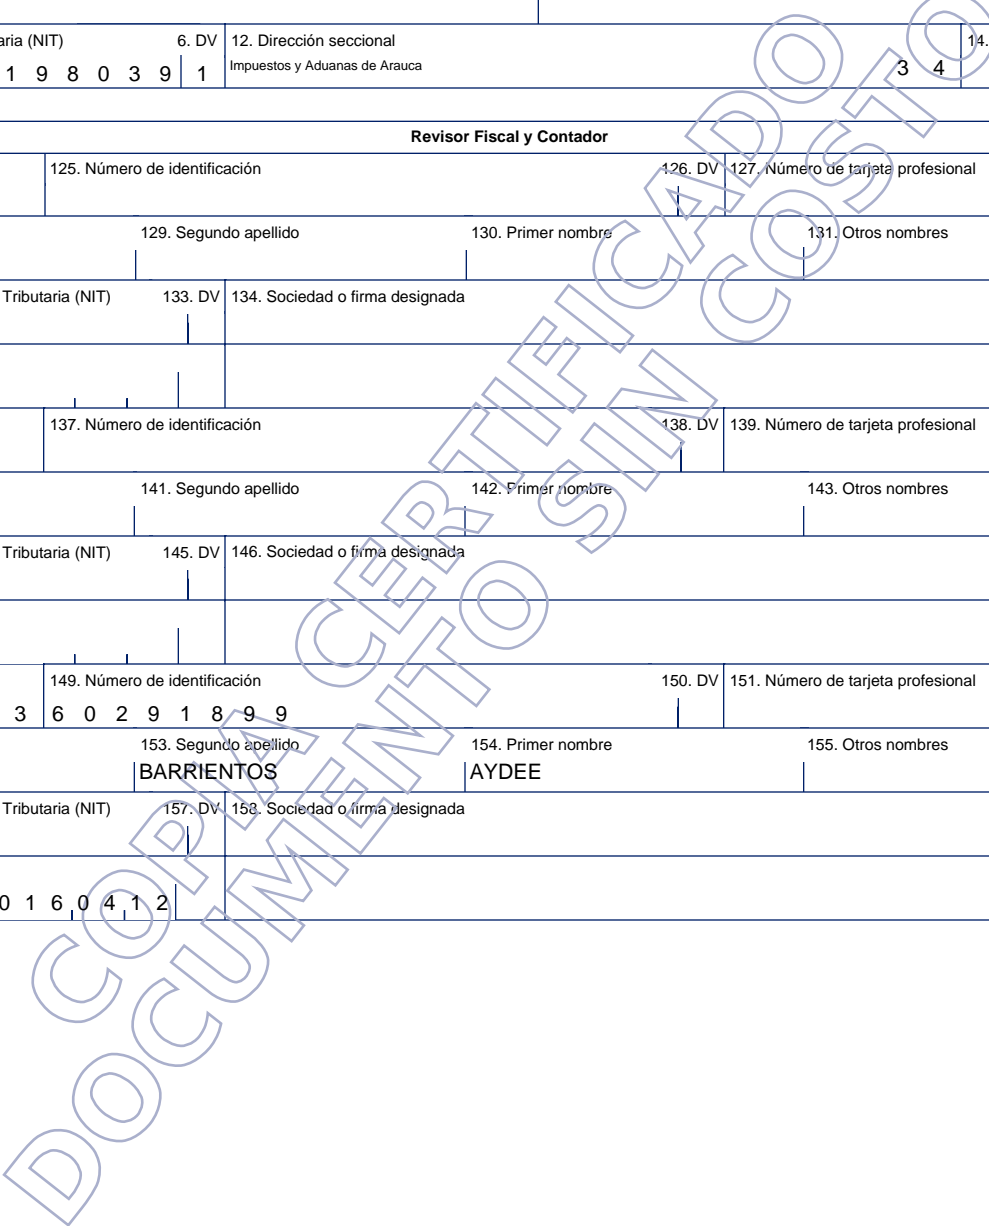 aria (NIT) 6. DV 12. Dirección seccional 14.
1 9 8 0 3 9 1 Impuestos y Aduanas de Arauca 3 4
Revisor Fiscal y Contador
125. Número de identificación 126. DV 127. Número de tarjeta profesional
129. Segundo apellido 130. Primer nombre 131. Otros nombres
Tributaria (NIT) 133. DV 134. Sociedad o firma designada
137. Número de identificación 138. DV 139. Número de tarjeta profesional
141. Segundo apellido 142. Primer nombre 143. Otros nombres
Tributaria (NIT) 145. DV 146. Sociedad o firma designada
149. Número de identificación 150. DV 151. Número de tarjeta profesional
3 6 0 2 9 1 8 9 9
153. Segundo apellido 154. Primer nombre 155. Otros nombres
BARRIENTOS AYDEE
Tributaria (NIT) 157. DV 158. Sociedad o firma designada
0 1 6 0 4 1 2
COPIA CERTIFICADO
DOCUMENTO SIN COSTO